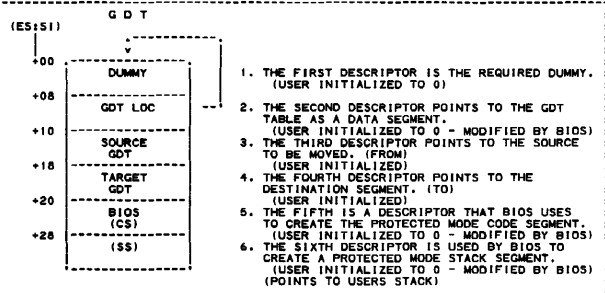 G D T
(ES:SI)
+00
DUMMY
+08
GDT LOC
+10
SOURCE
GDT
+18
TARGET
GDT
+20
BIOS
(CS)
+28
(SS)
1. THE FIRST DESCRIPTOR IS THE REQUIRED DUMMY.
(USER INITIALIZED TO 0)
2. THE SECOND DESCRIPTOR POINTS TO THE GDT
TABLE AS A DATA SEGMENT.
(USER INITIALIZED TO 0 - MODIFIED BY BIOS)
3. THE THIRD DESCRIPTOR POINTS TO THE SOURCE
TO BE MOVED. (FROM)
(USER INITIALIZED)
4. THE FOURTH DESCRIPTOR POINTS TO THE
DESTINATION SEGMENT. (TO)
(USER INITIALIZED)
5. THE FIFTH IS A DESCRIPTOR THAT BIOS USES
TO CREATE THE PROTECTED MODE CODE SEGMENT.
(USER INITIALIZED TO 0 - MODIFIED BY BIOS)
6. THE SIXTH DESCRIPTOR IS USED BY BIOS TO
CREATE A PROTECTED MODE STACK SEGMENT.
(USER INITIALIZED TO 0 - MODIFIED BY BIOS)
(POINTS TO USERS STACK)